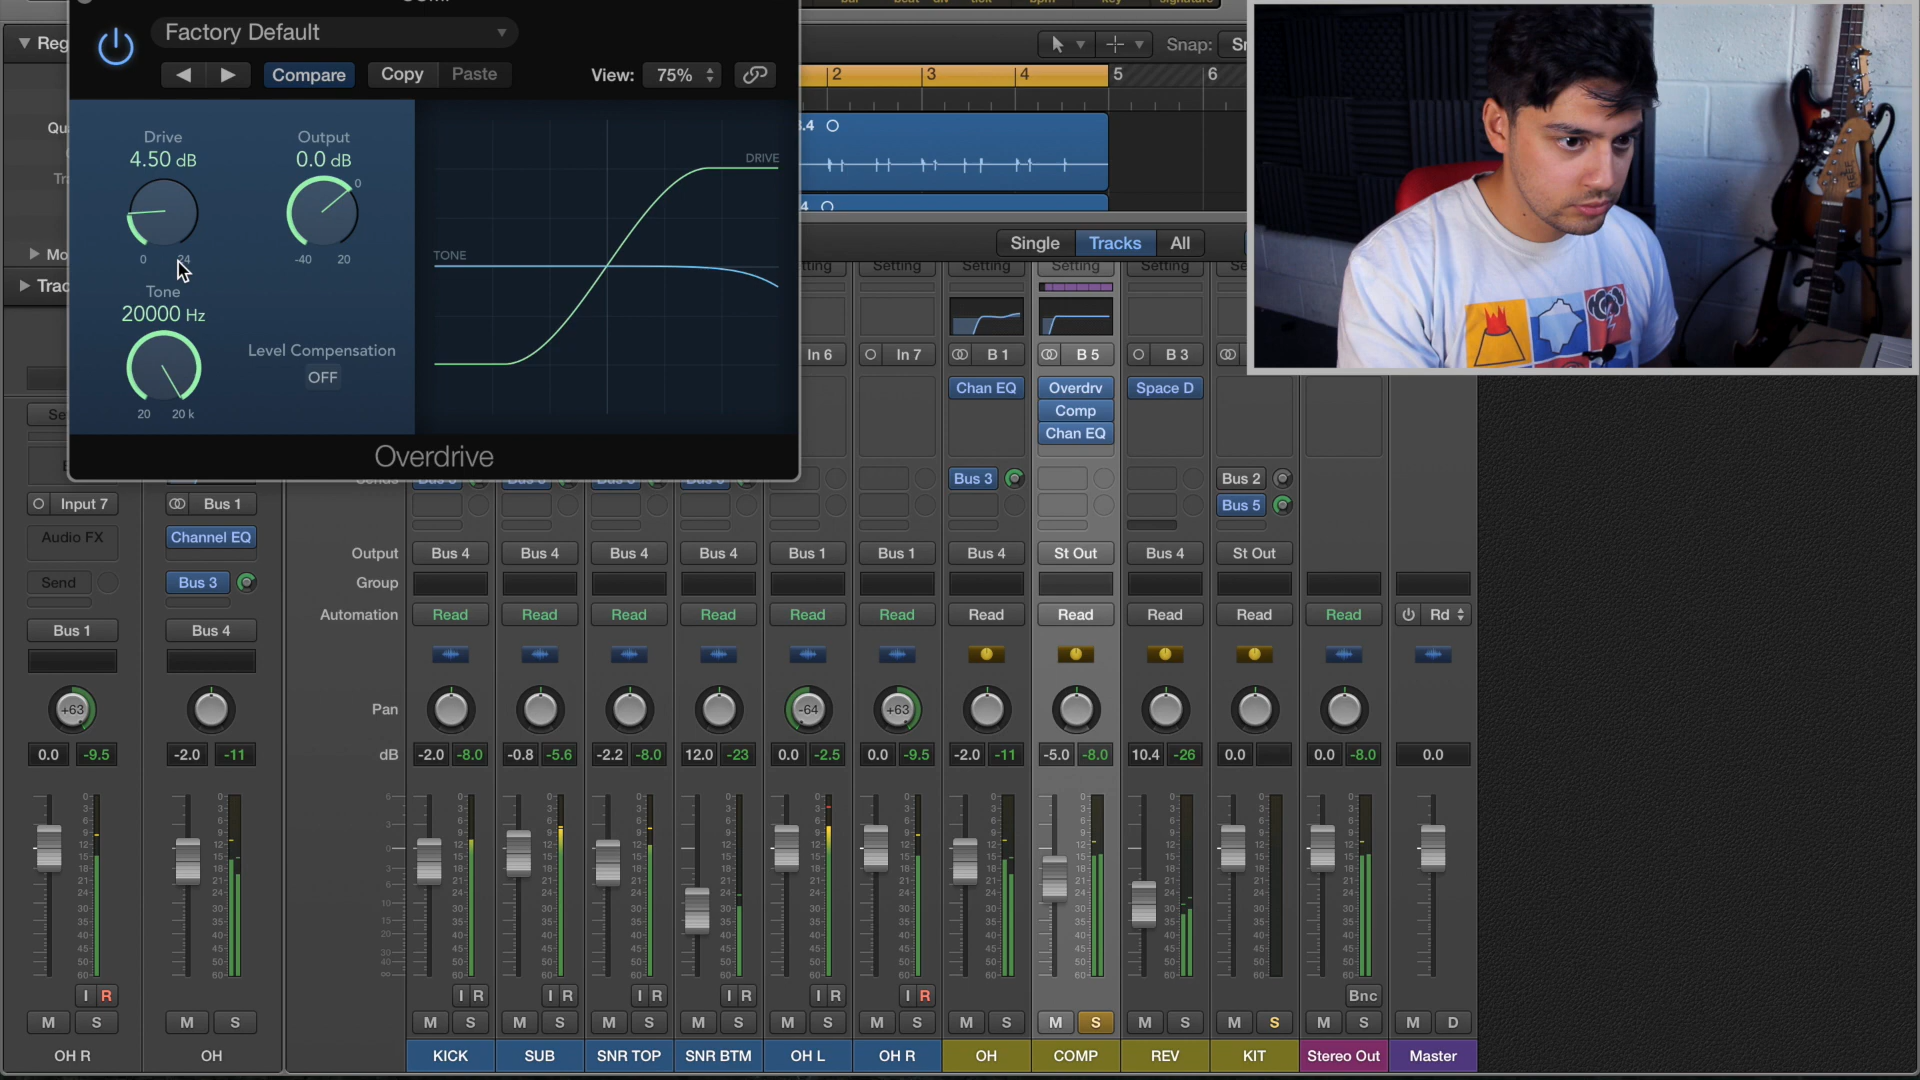 Factory Default
Compare
Copy
Paste
View:
75%
Drive
4.50 dB
0
24
Output
0.0 dB
0
-40
20
Tone
20000 Hz
20
20 k
Level Compensation
OFF
DRIVE
TONE
Overdrive
Snap:
2
3
4
5
6
Single
Tracks
All
Setting
Setting
Setting
Setting
In 6
In 7
B 1
B 5
B 3
Chan EQ
Overdrv
Space D
Comp
Chan EQ
Bus 3
Bus 2
Bus 5
Input 7
Bus 1
Audio FX
Channel EQ
Send
Bus 3
Bus 1
Bus 4
Output
Bus 4
Bus 4
Bus 4
Bus 4
Bus 1
Bus 1
Bus 4
St Out
Bus 4
St Out
Group
Automation
Read
Read
Read
Read
Read
Read
Read
Read
Read
Read
Read
Rd
Pan
+63
-64
+63
dB
0.0 -9.5
-2.0 -11
-2.0 -8.0
-0.8 -5.6
-2.2 -8.0
12.0 -23
0.0 -2.5
0.0 -9.5
-2.0 -11
-5.0 -8.0
10.4 -26
0.0
0.0 -8.0
0.0
I R
I R
I R
I R
I R
I R
I R
Bnc
M S
M S
M S
M S
M S
M S
M S
M S
M S
M S
M S
M S
M S
M D
OH R
OH
KICK
SUB
SNR TOP
SNR BTM
OH L
OH R
OH
COMP
REV
KIT
Stereo Out
Master